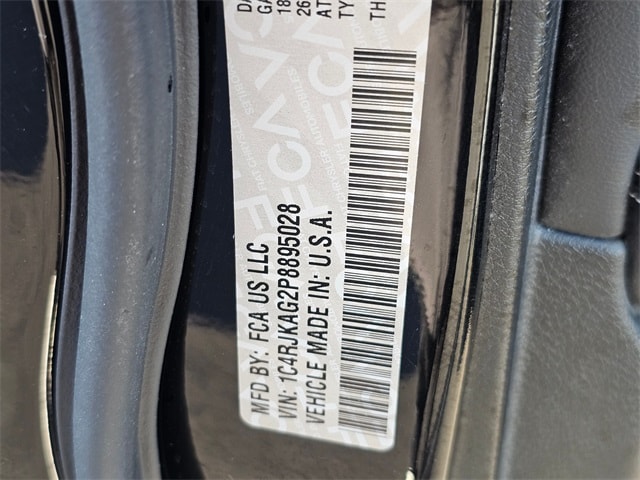 MFD BY: FCA US LLC
VIN: 1C4RJKAG2P8895028
VEHICLE MADE IN: U.S.A.